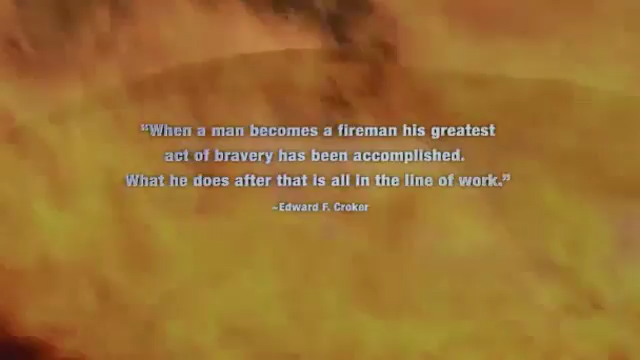 “When a man becomes a fireman his greatest
act of bravery has been accomplished.
What he does after that is all in the line of work.”
~Edward F. Croker